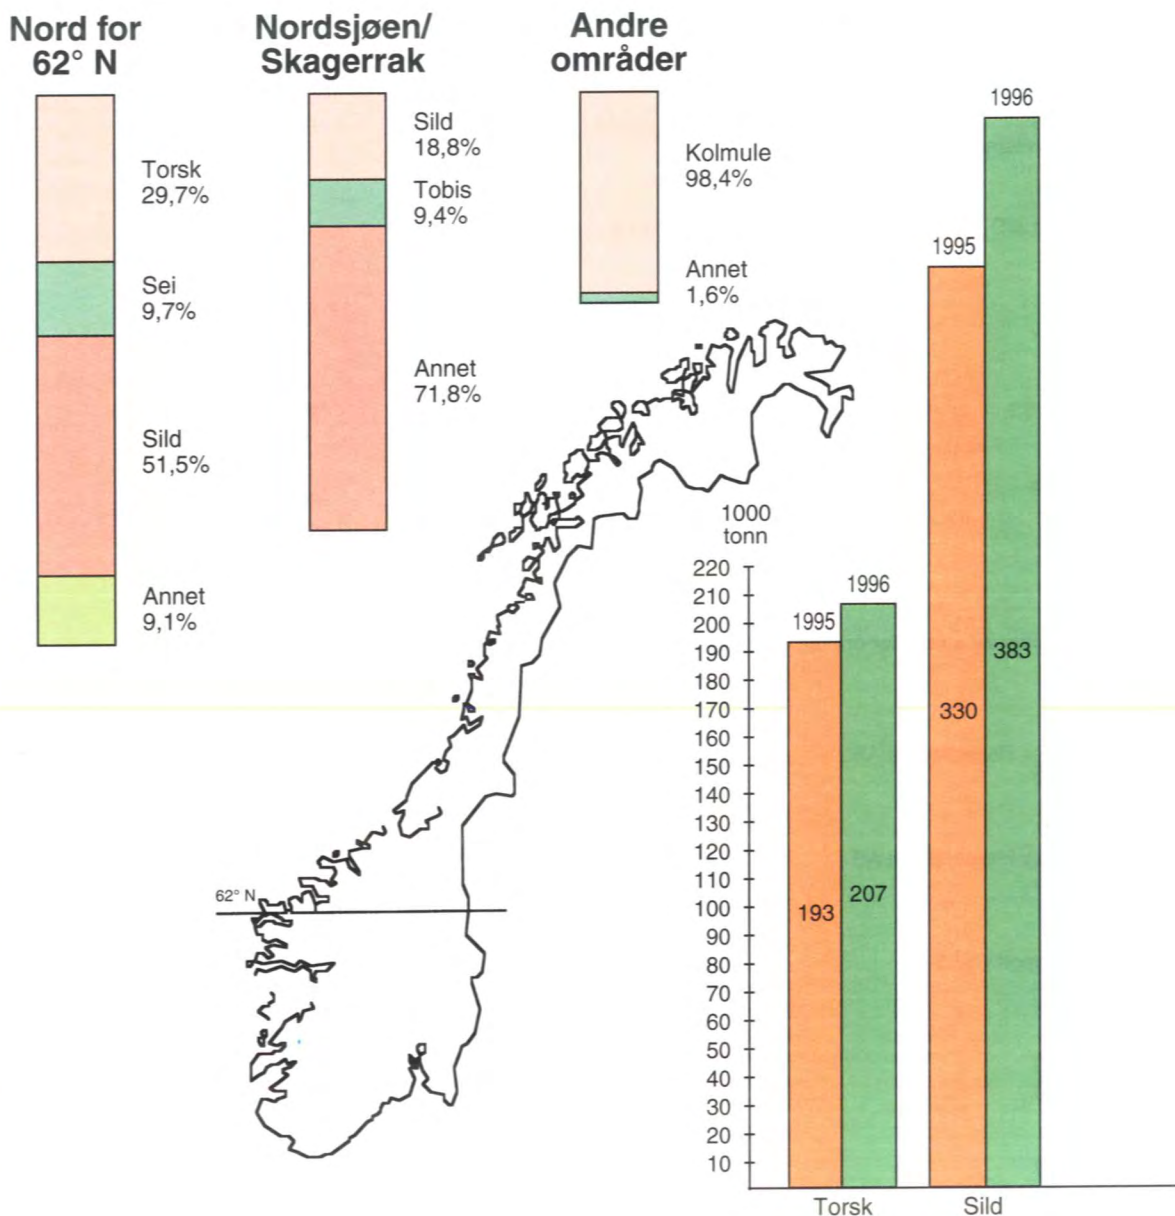 Nord for
62° N
Torsk
29,7%
Sei
9,7%
Sild
51,5%
Annet
9,1%
Nordsjøen/
Skagerrak
Sild
18,8%
Tobis
9,4%
Annet
71,8%
Andre
områder
Kolmule
98,4%
Annet
1,6%
62° N
1000
tonn
220
210
200
190
180
170
160
150
140
130
120
110
100
90
80
70
60
50
40
30
20
10
1995
193
1996
207
Torsk
1995
330
1996
383
Sild